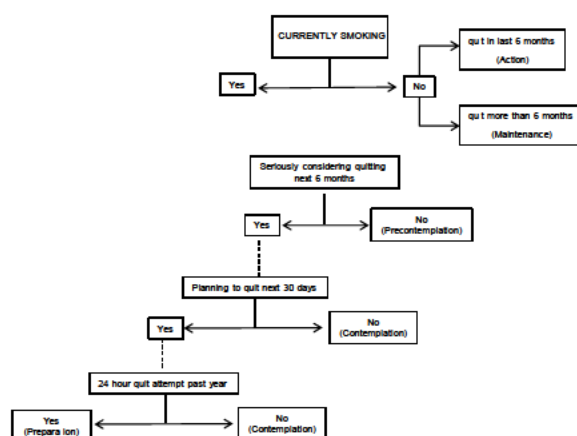 CURRENTLY SMOKING
qut in last 6 months
(Action)
Yes
No
qut more than 6 months
(Maintenance)
Seriously considering quitting
next 6 months
Yes
No
(Precontemplation)
Planning to quit next 30 days
Yes
No
(Contemplation)
24 hour quit attempt past year
Yes
(Prepara ion)
No
(Contemplation)